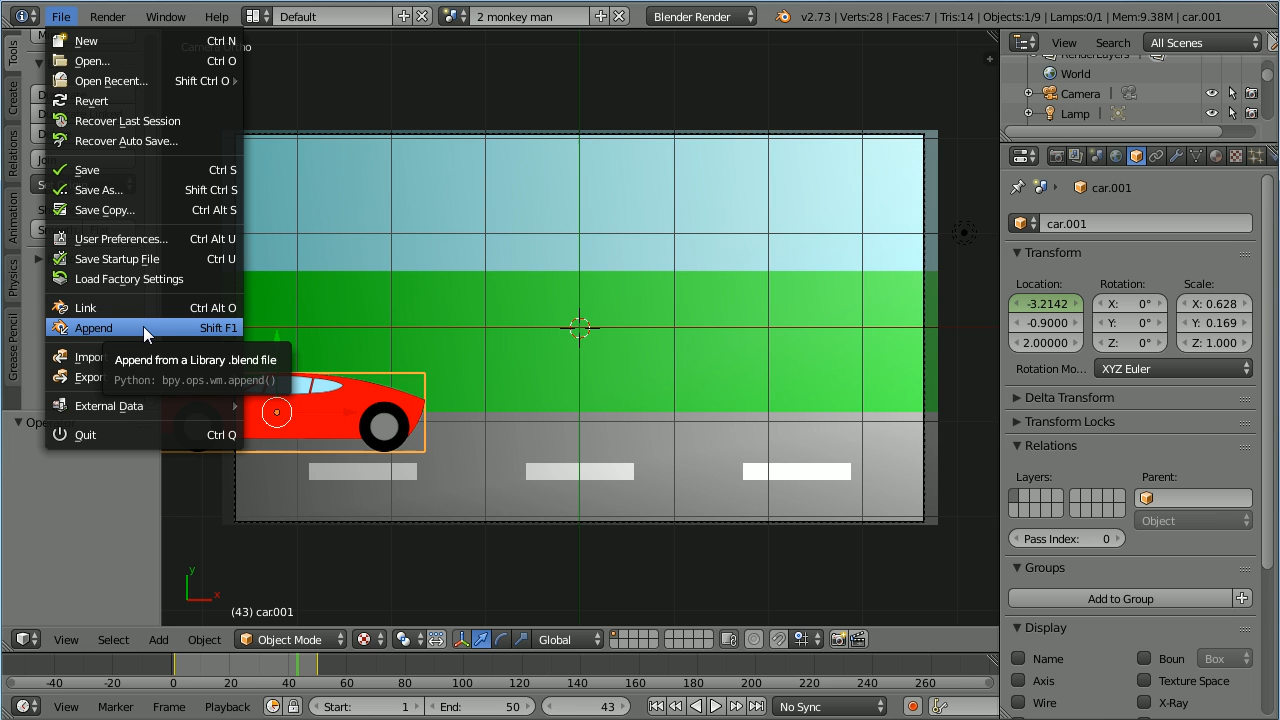 File Render Window Help Default 2 monkey man Blender Render v2.73 | Verts:28 | Faces:7 | Tris:14 | Objects:1/9 | Lamps:0/1 | Mem:9.38M | car.001
New Ctrl N
Open... Ctrl O
Open Recent... Shift Ctrl O
Revert
Recover Last Session
Recover Auto Save...
Save Ctrl S
Save As... Shift Ctrl S
Save Copy... Ctrl Alt S
User Preferences... Ctrl Alt U
Save Startup File Ctrl U
Load Factory Settings
Link Ctrl Alt O
Append Shift F1
Append from a Library .blend file
Python: bpy.ops.wm.append()
External Data
Quit Ctrl Q
Tools
Create
Relations
Animation
Physics
Grease Pencil
y
x
(43) car.001
View Select Add Object Object Mode Global
-40 -20 0 20 40 60 80 100 120 140 160 180 200 220 240 260
View Marker Frame Playback Start: 1 End: 50 43 No Sync
View Search All Scenes
RenderLayers
World
Camera
Lamp
car.001
car.001
Transform
Location: Rotation: Scale:
-3.2142 X: 0° X: 0.628
-0.9000 Y: 0° Y: 0.169
2.00000 Z: 0° Z: 1.000
Rotation Mo... XYZ Euler
Delta Transform
Transform Locks
Relations
Layers: Parent:
Object
Pass Index: 0
Groups
Add to Group
Display
Name Boun Box
Axis Texture Space
Wire X-Ray